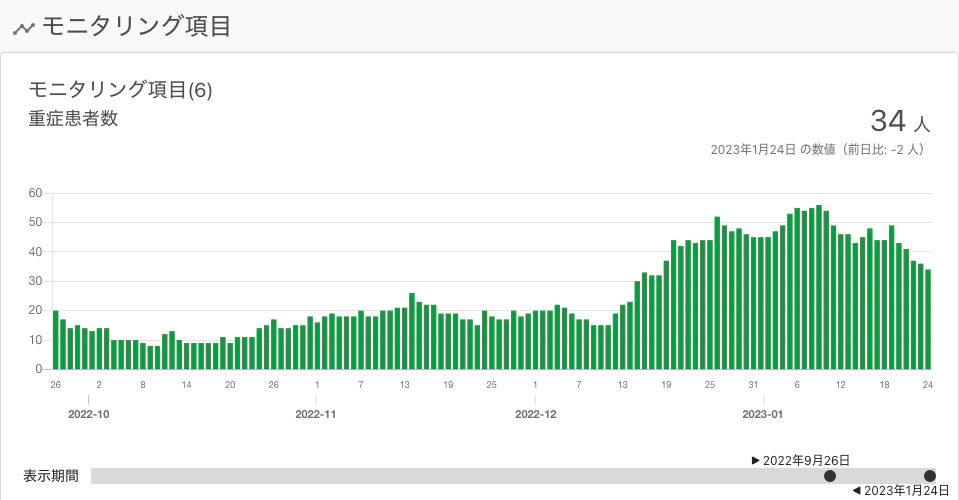 モニタリング項目
モニタリング項目(6)
重症患者数
34 人
2023年1月24日 の数値（前日比: -2 人）
60
50
40
30
20
10
0
26 2 8 14 20 26 1 7 13 19 25 1 7 13 19 25 31 6 12 18 24
2022-10 2022-11 2022-12 2023-01
▶ 2022年9月26日
表示期間
◀ 2023年1月24日